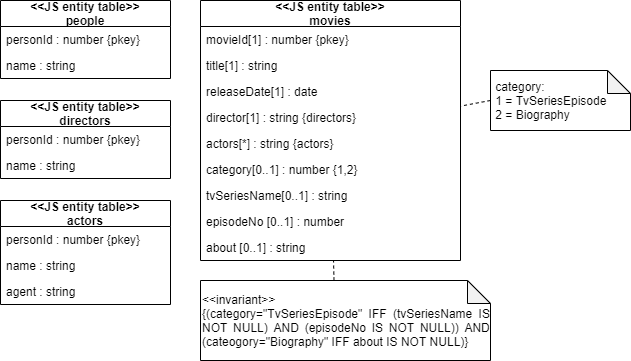 <<JS entity table>>
people
personId : number {pkey}
name : string
<<JS entity table>>
directors
personId : number {pkey}
name : string
<<JS entity table>>
actors
personId : number {pkey}
name : string
agent : string
<<JS entity table>>
movies
movieId[1] : number {pkey}
title[1] : string
releaseDate[1] : date
director[1] : string {directors}
actors[*] : string {actors}
category[0..1] : number {1,2}
tvSeriesName[0..1] : string
episodeNo [0..1] : number
about [0..1] : string
category:
1 = TvSeriesEpisode
2 = Biography
<<invariant>>
{(category="TvSeriesEpisode" IFF (tvSeriesName IS
NOT NULL) AND (episodeNo IS NOT NULL)) AND
(cateogory="Biography" IFF about IS NOT NULL)}